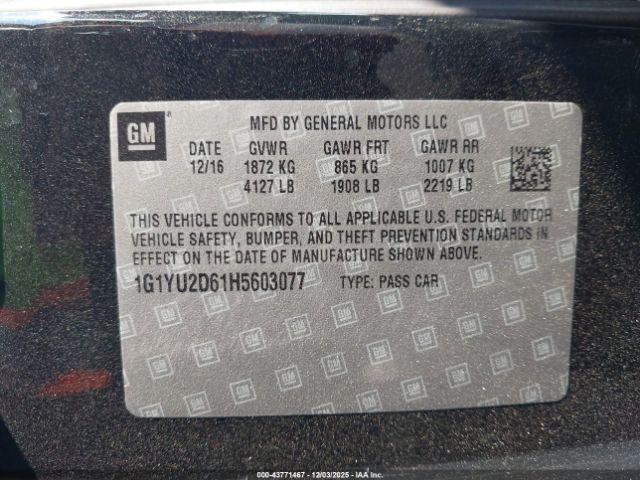 GM
MFD BY GENERAL MOTORS LLC
DATE GVWR GAWR FRT GAWR RR
12/16 1872 KG 865 KG 1007 KG
4127 LB 1908 LB 2219 LB
THIS VEHICLE CONFORMS TO ALL APPLICABLE U.S. FEDERAL MOTOR
VEHICLE SAFETY, BUMPER, AND THEFT PREVENTION STANDARDS IN
EFFECT ON THE DATE OF MANUFACTURE SHOWN ABOVE.
1G1YU2D61H5603077 TYPE: PASS CAR
000-43771467 - 12/03/2025 - IAAI.COM